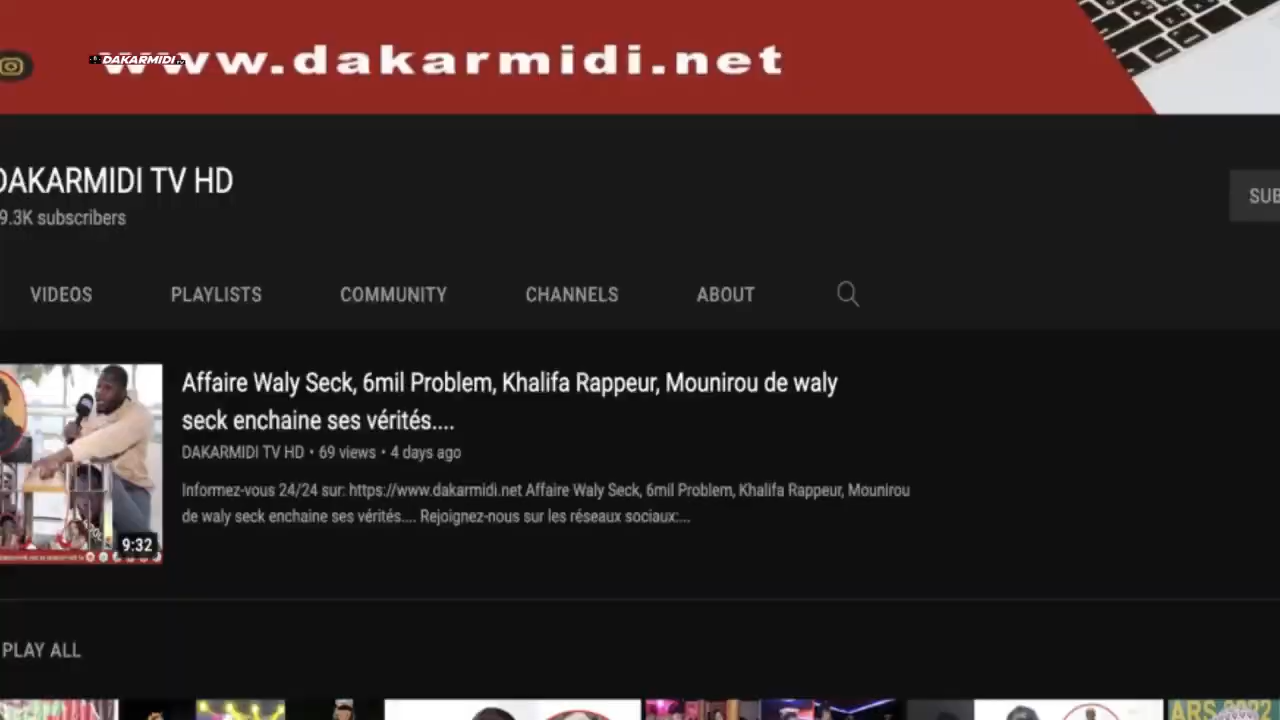 www.dakarmidi.net
DAKARMIDI
DAKARMIDI TV HD
9.3K subscribers
SUB
VIDEOS
PLAYLISTS
COMMUNITY
CHANNELS
ABOUT
Affaire Waly Seck, 6mil Problem, Khalifa Rappeur, Mounirou de waly
seck enchaine ses vérités....
DAKARMIDI TV HD • 69 views • 4 days ago
Informez-vous 24/24 sur: https://www.dakarmidi.net Affaire Waly Seck, 6mil Problem, Khalifa Rappeur, Mounirou
de waly seck enchaine ses vérités.... Rejoignez-nous sur les réseaux sociaux:...
9:32
PLAY ALL
ARS 2022